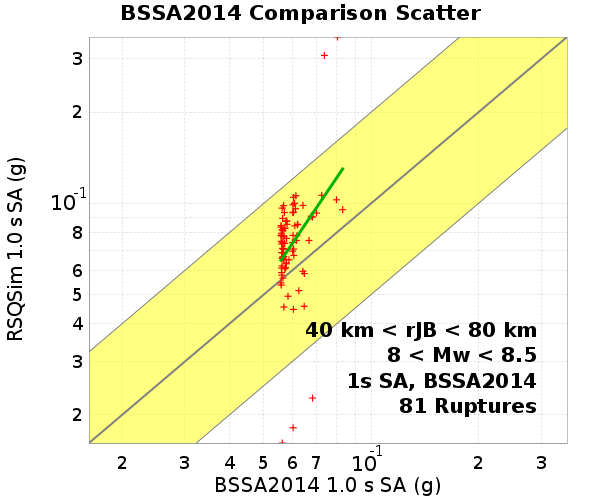 BSSA2014 Comparison Scatter
RSQSim 1.0 s SA (g)
3
2
10⁻¹
8
7
6
5
4
3
2
40 km < rJB < 80 km
8 < Mw < 8.5
1s SA, BSSA2014
81 Ruptures
2 3 4 5 6 7 10⁻¹ 2 3
BSSA2014 1.0 s SA (g)